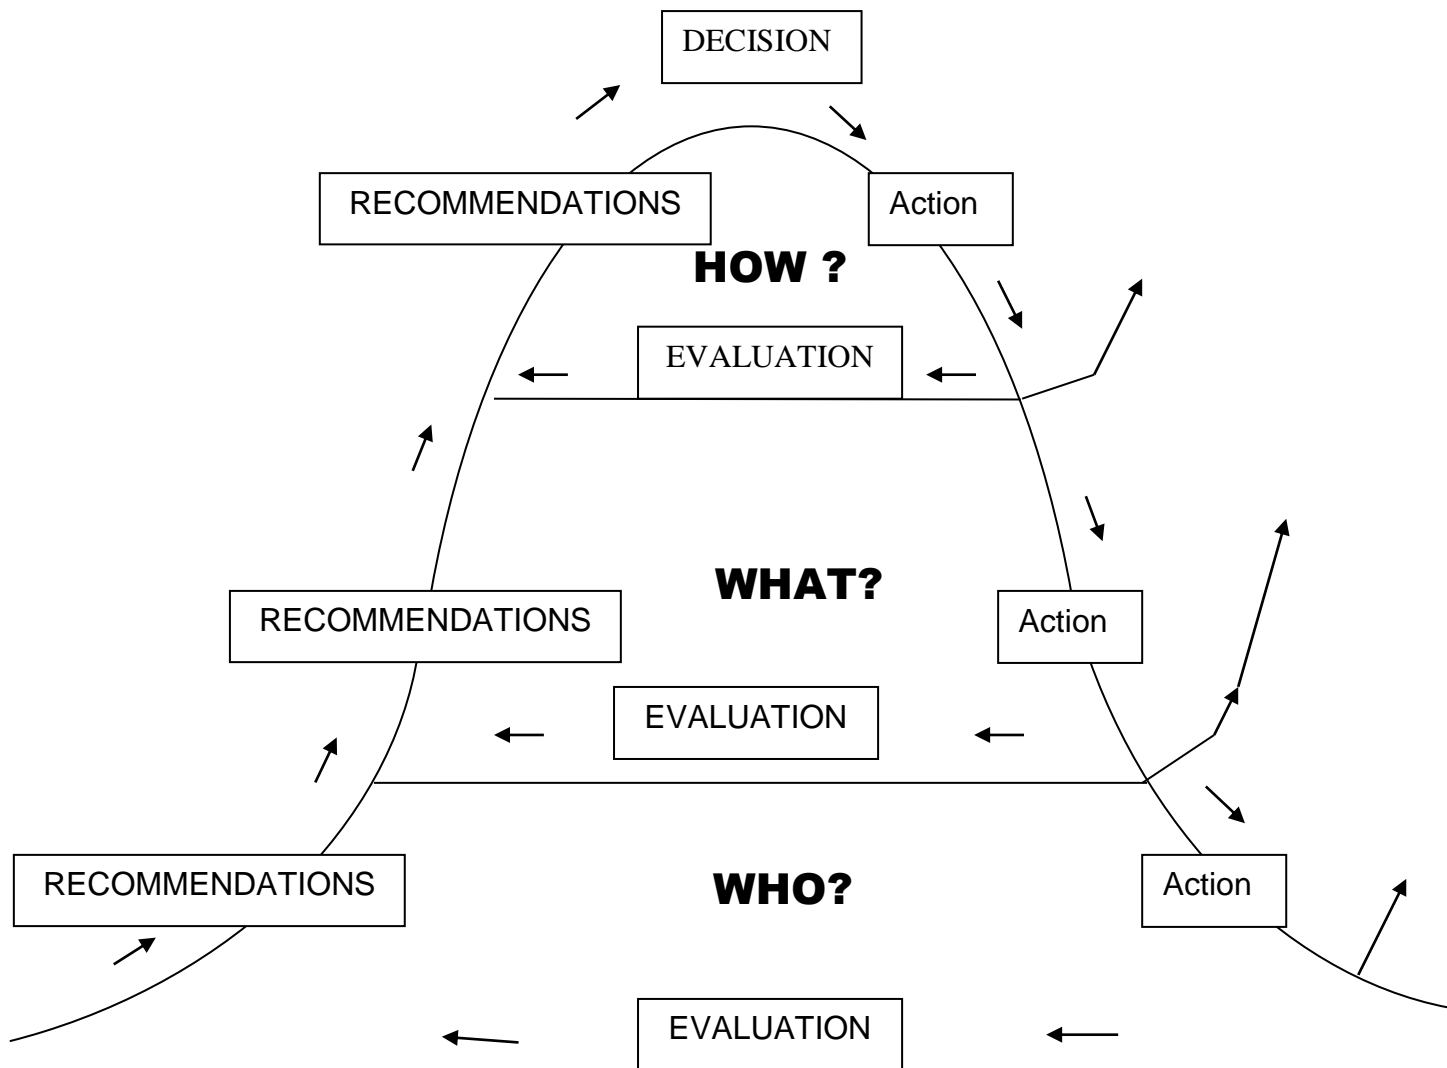 DECISION
RECOMMENDATIONS
Action
HOW ?
EVALUATION
WHAT?
RECOMMENDATIONS
Action
EVALUATION
RECOMMENDATIONS
WHO?
Action
EVALUATION